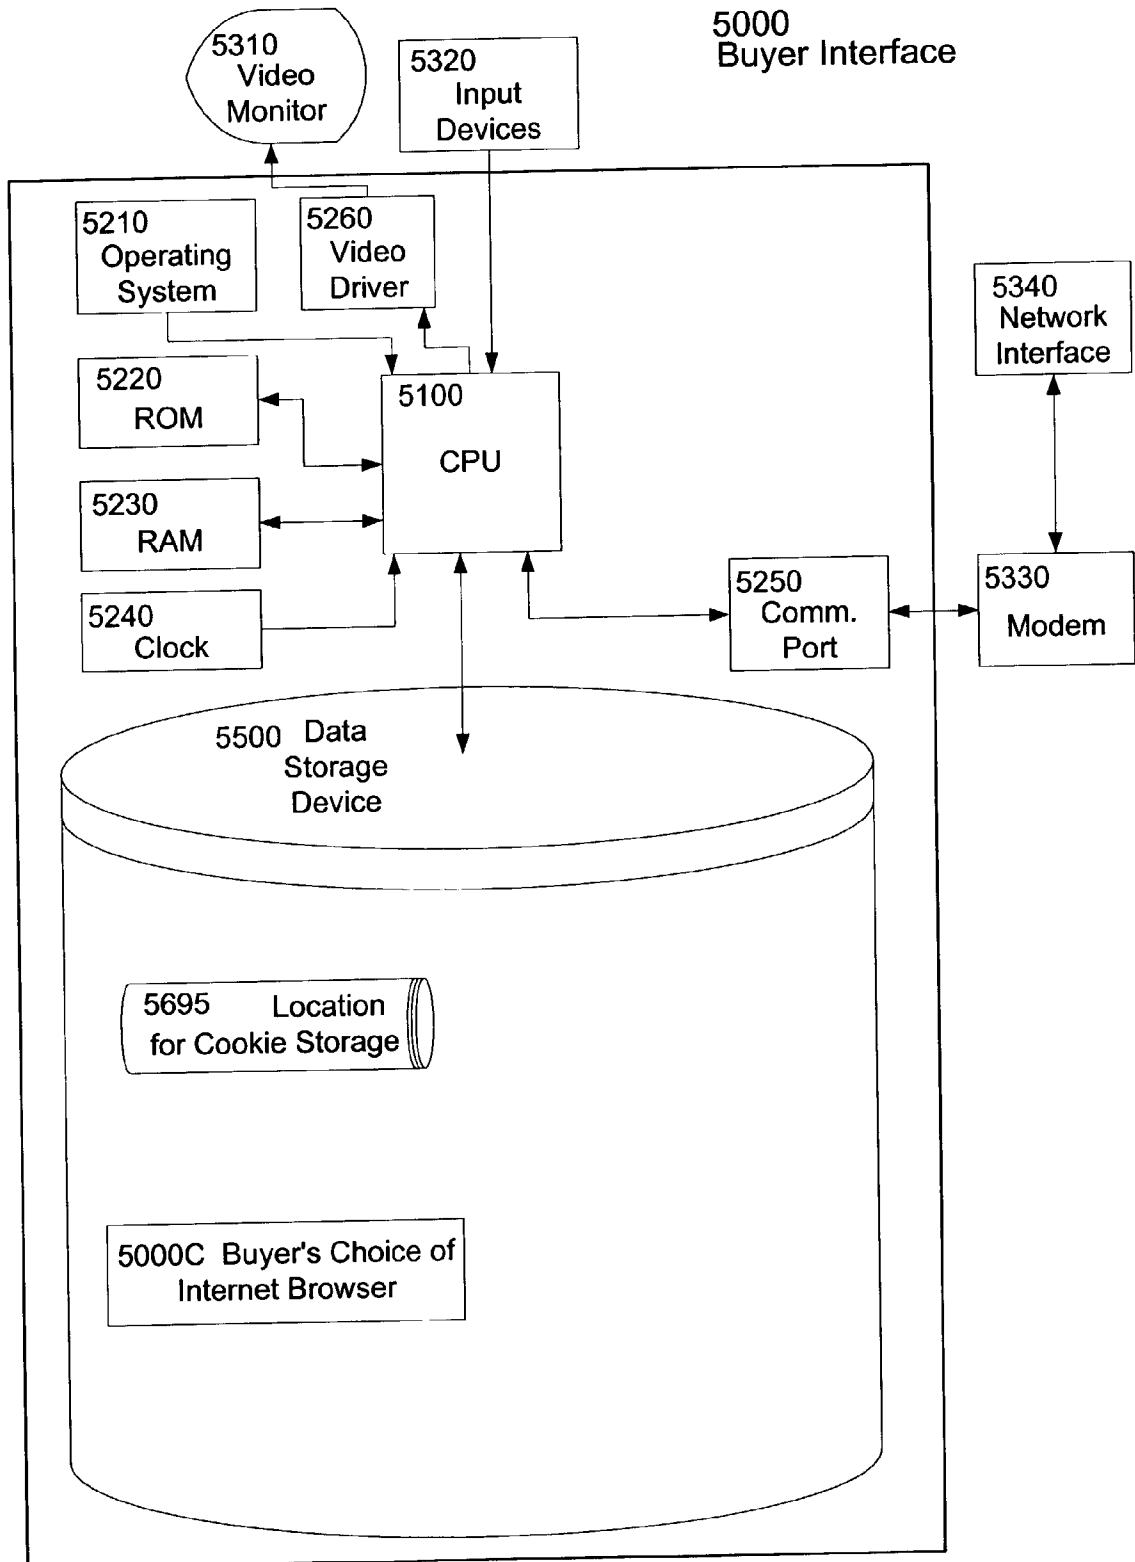 5000
Buyer Interface
5310
Video
Monitor
5320
Input
Devices
5210
Operating
System
5260
Video
Driver
5340
Network
Interface
5220
ROM
5100
CPU
5230
RAM
5240
Clock
5250
Comm.
Port
5330
Modem
5500 Data
Storage
Device
5695 Location
for Cookie Storage
5000C Buyer's Choice of
Internet Browser